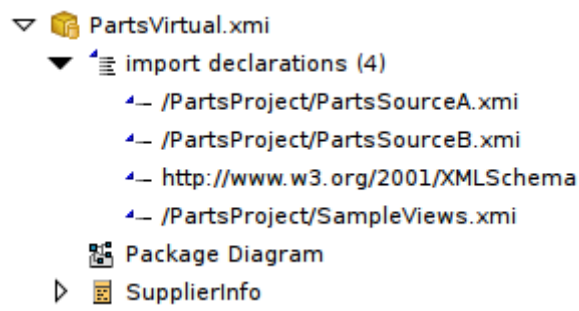 PartsVirtual.xmi
import declarations (4)
/PartsProject/PartsSourceA.xmi
/PartsProject/PartsSourceB.xmi
http://www.w3.org/2001/XMLSchema
/PartsProject/SampleViews.xmi
Package Diagram
SupplierInfo